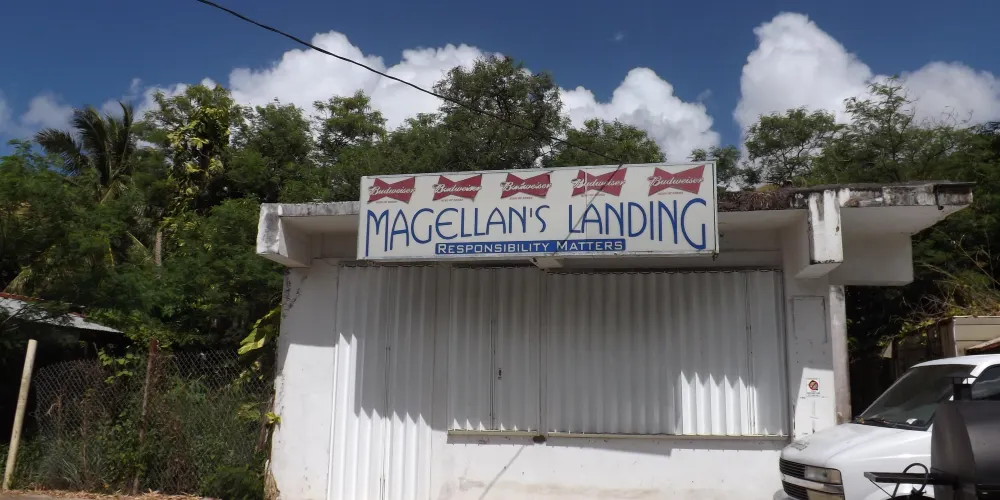 Budweiser Budweiser Budweiser Budweiser Budweiser
MAGELLAN'S LANDING
RESPONSIBILITY MATTERS